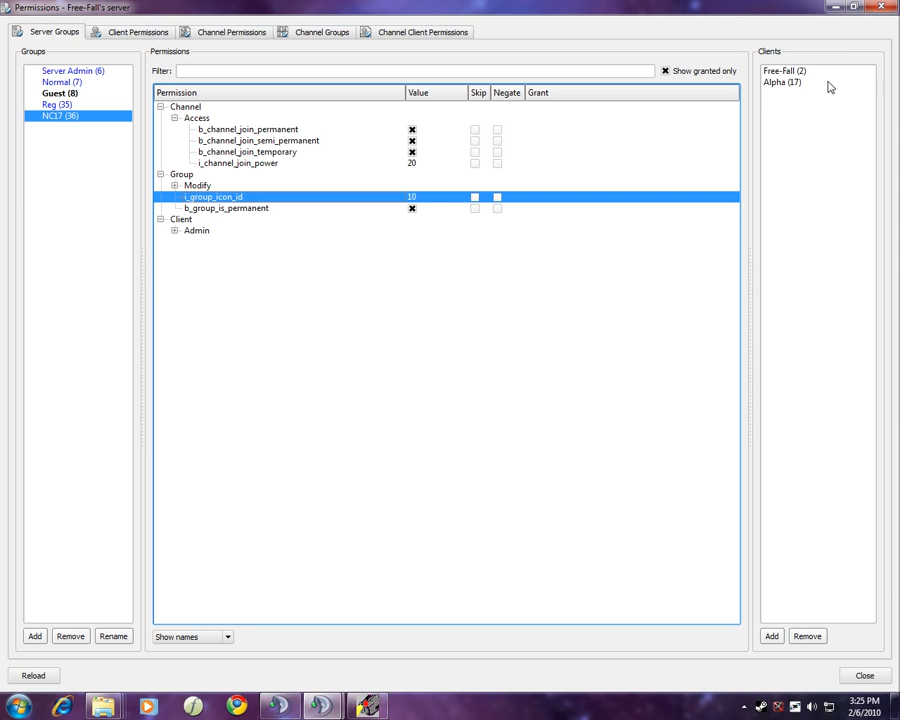 Permissions - Free-Fall's server
Server Groups
Client Permissions
Channel Permissions
Channel Groups
Channel Client Permissions
Groups
Server Admin (6)
Normal (7)
Guest (8)
Reg (35)
NC17 (36)
Add
Remove
Rename
Permissions
Filter:
Show granted only
Permission Value Skip Negate Grant
Channel
Access
b_channel_join_permanent
b_channel_join_semi_permanent
b_channel_join_temporary
i_channel_join_power 20
Group
Modify
i_group_icon_id 10
b_group_is_permanent
Client
Admin
Show names
Clients
Free-Fall (2)
Alpha (17)
Add
Remove
Reload
Close
3:25 PM
2/6/2010